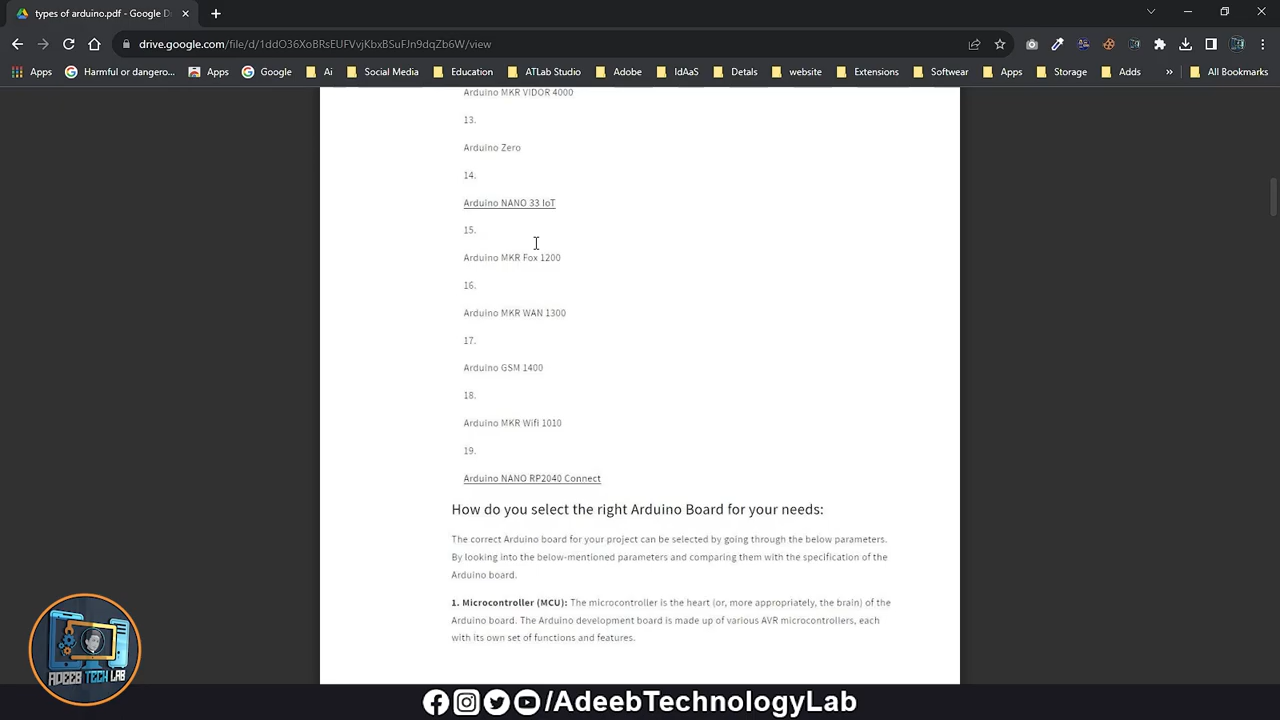 types of arduino.pdf - Google D
drive.google.com/file/d/1ddO36XoBRsEUFVvjKbxBSuFJn9dqZb6W/view
Apps
Harmful or dangero...
Apps
Google
Ai
Social Media
Education
ATLab Studio
Adobe
IdAaS
Detals
website
Extensions
Softwear
Apps
Storage
Adds
»
All Bookmarks
Arduino MKR VIDOR 4000
13.
Arduino Zero
14.
Arduino NANO 33 IoT
15.
Arduino MKR Fox 1200
16.
Arduino MKR WAN 1300
17.
Arduino GSM 1400
18.
Arduino MKR Wifi 1010
19.
Arduino NANO RP2040 Connect
How do you select the right Arduino Board for your needs:
The correct Arduino board for your project can be selected by going through the below parameters.
By looking into the below-mentioned parameters and comparing them with the specification of the
Arduino board.
1. Microcontroller (MCU): The microcontroller is the heart (or, more appropriately, the brain) of the
Arduino board. The Arduino development board is made up of various AVR microcontrollers, each
with its own set of functions and features.
ADEEB TECH LAB
/AdeebTechnologyLab